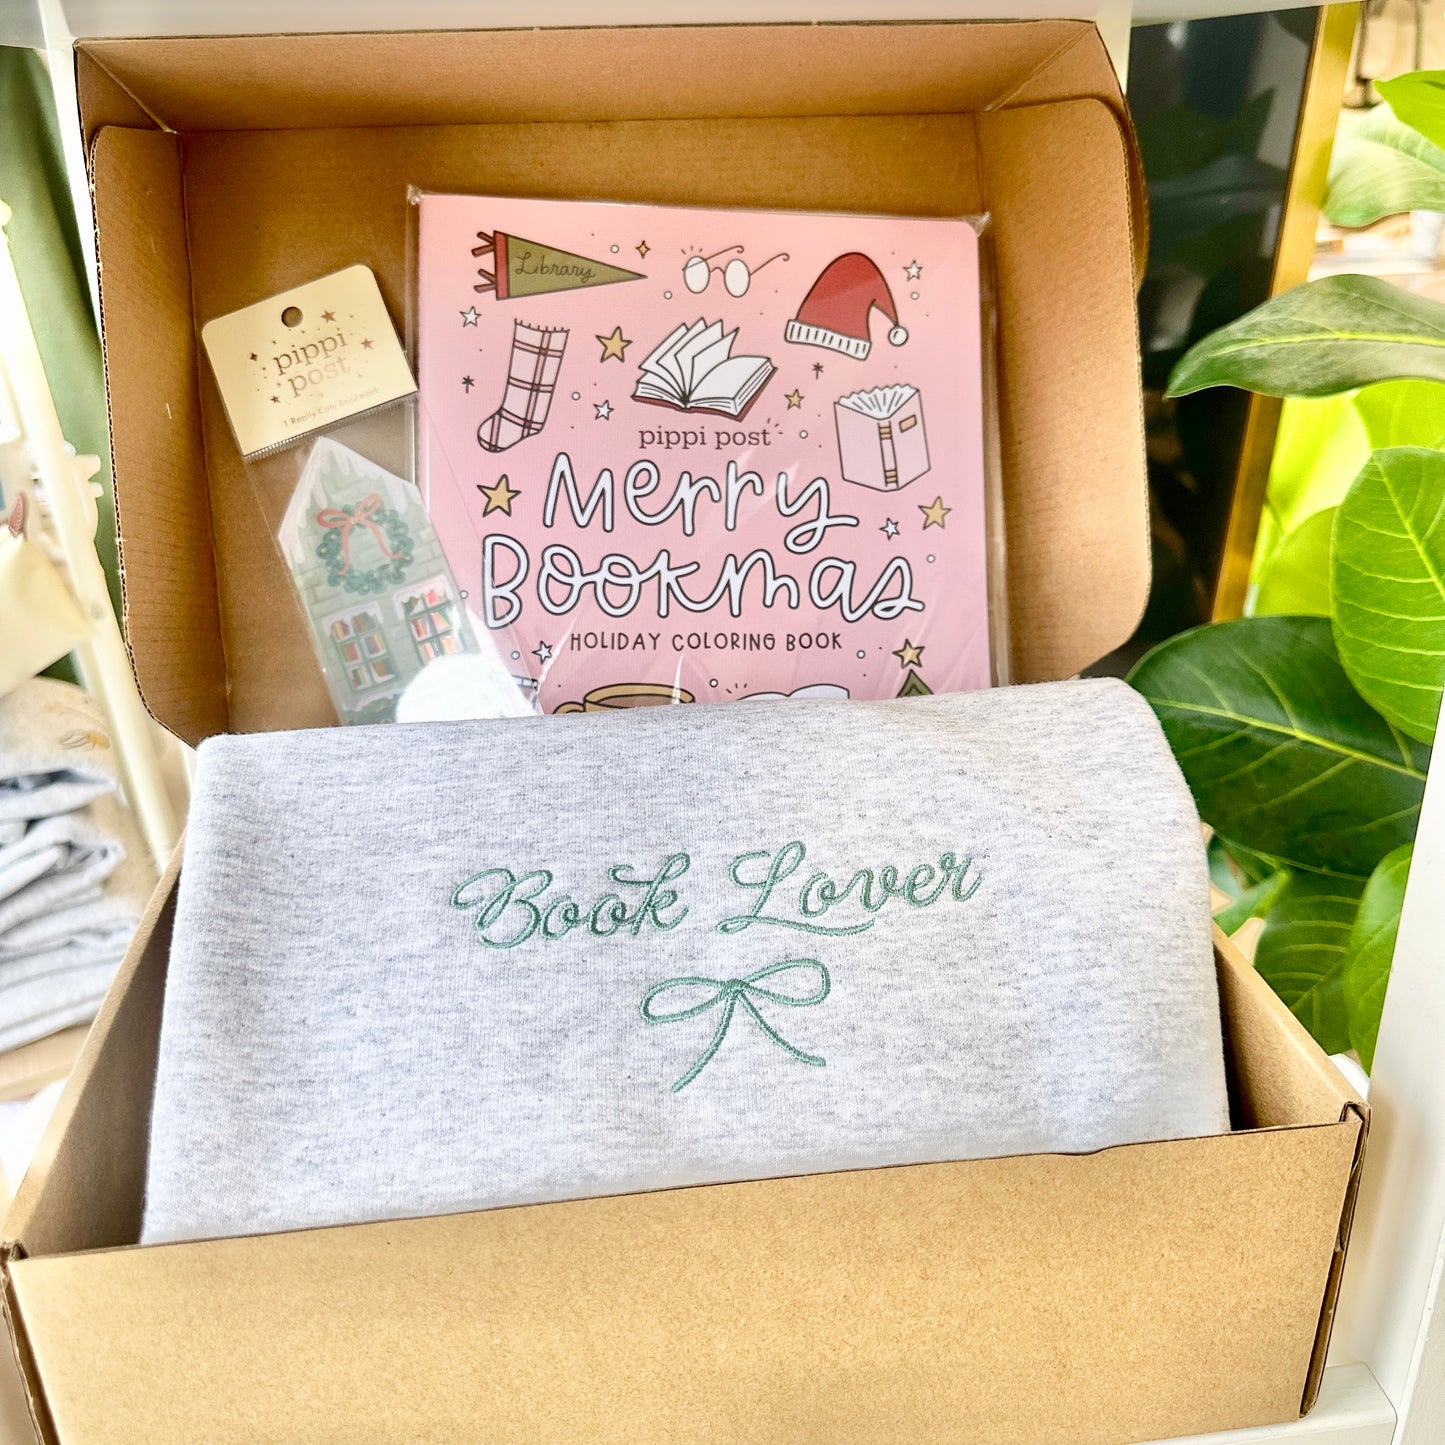 pippi
post
1 Really Cute Bookmark
Library
pippi post
Merry
Bookmas
HOLIDAY COLORING BOOK
Book Lover